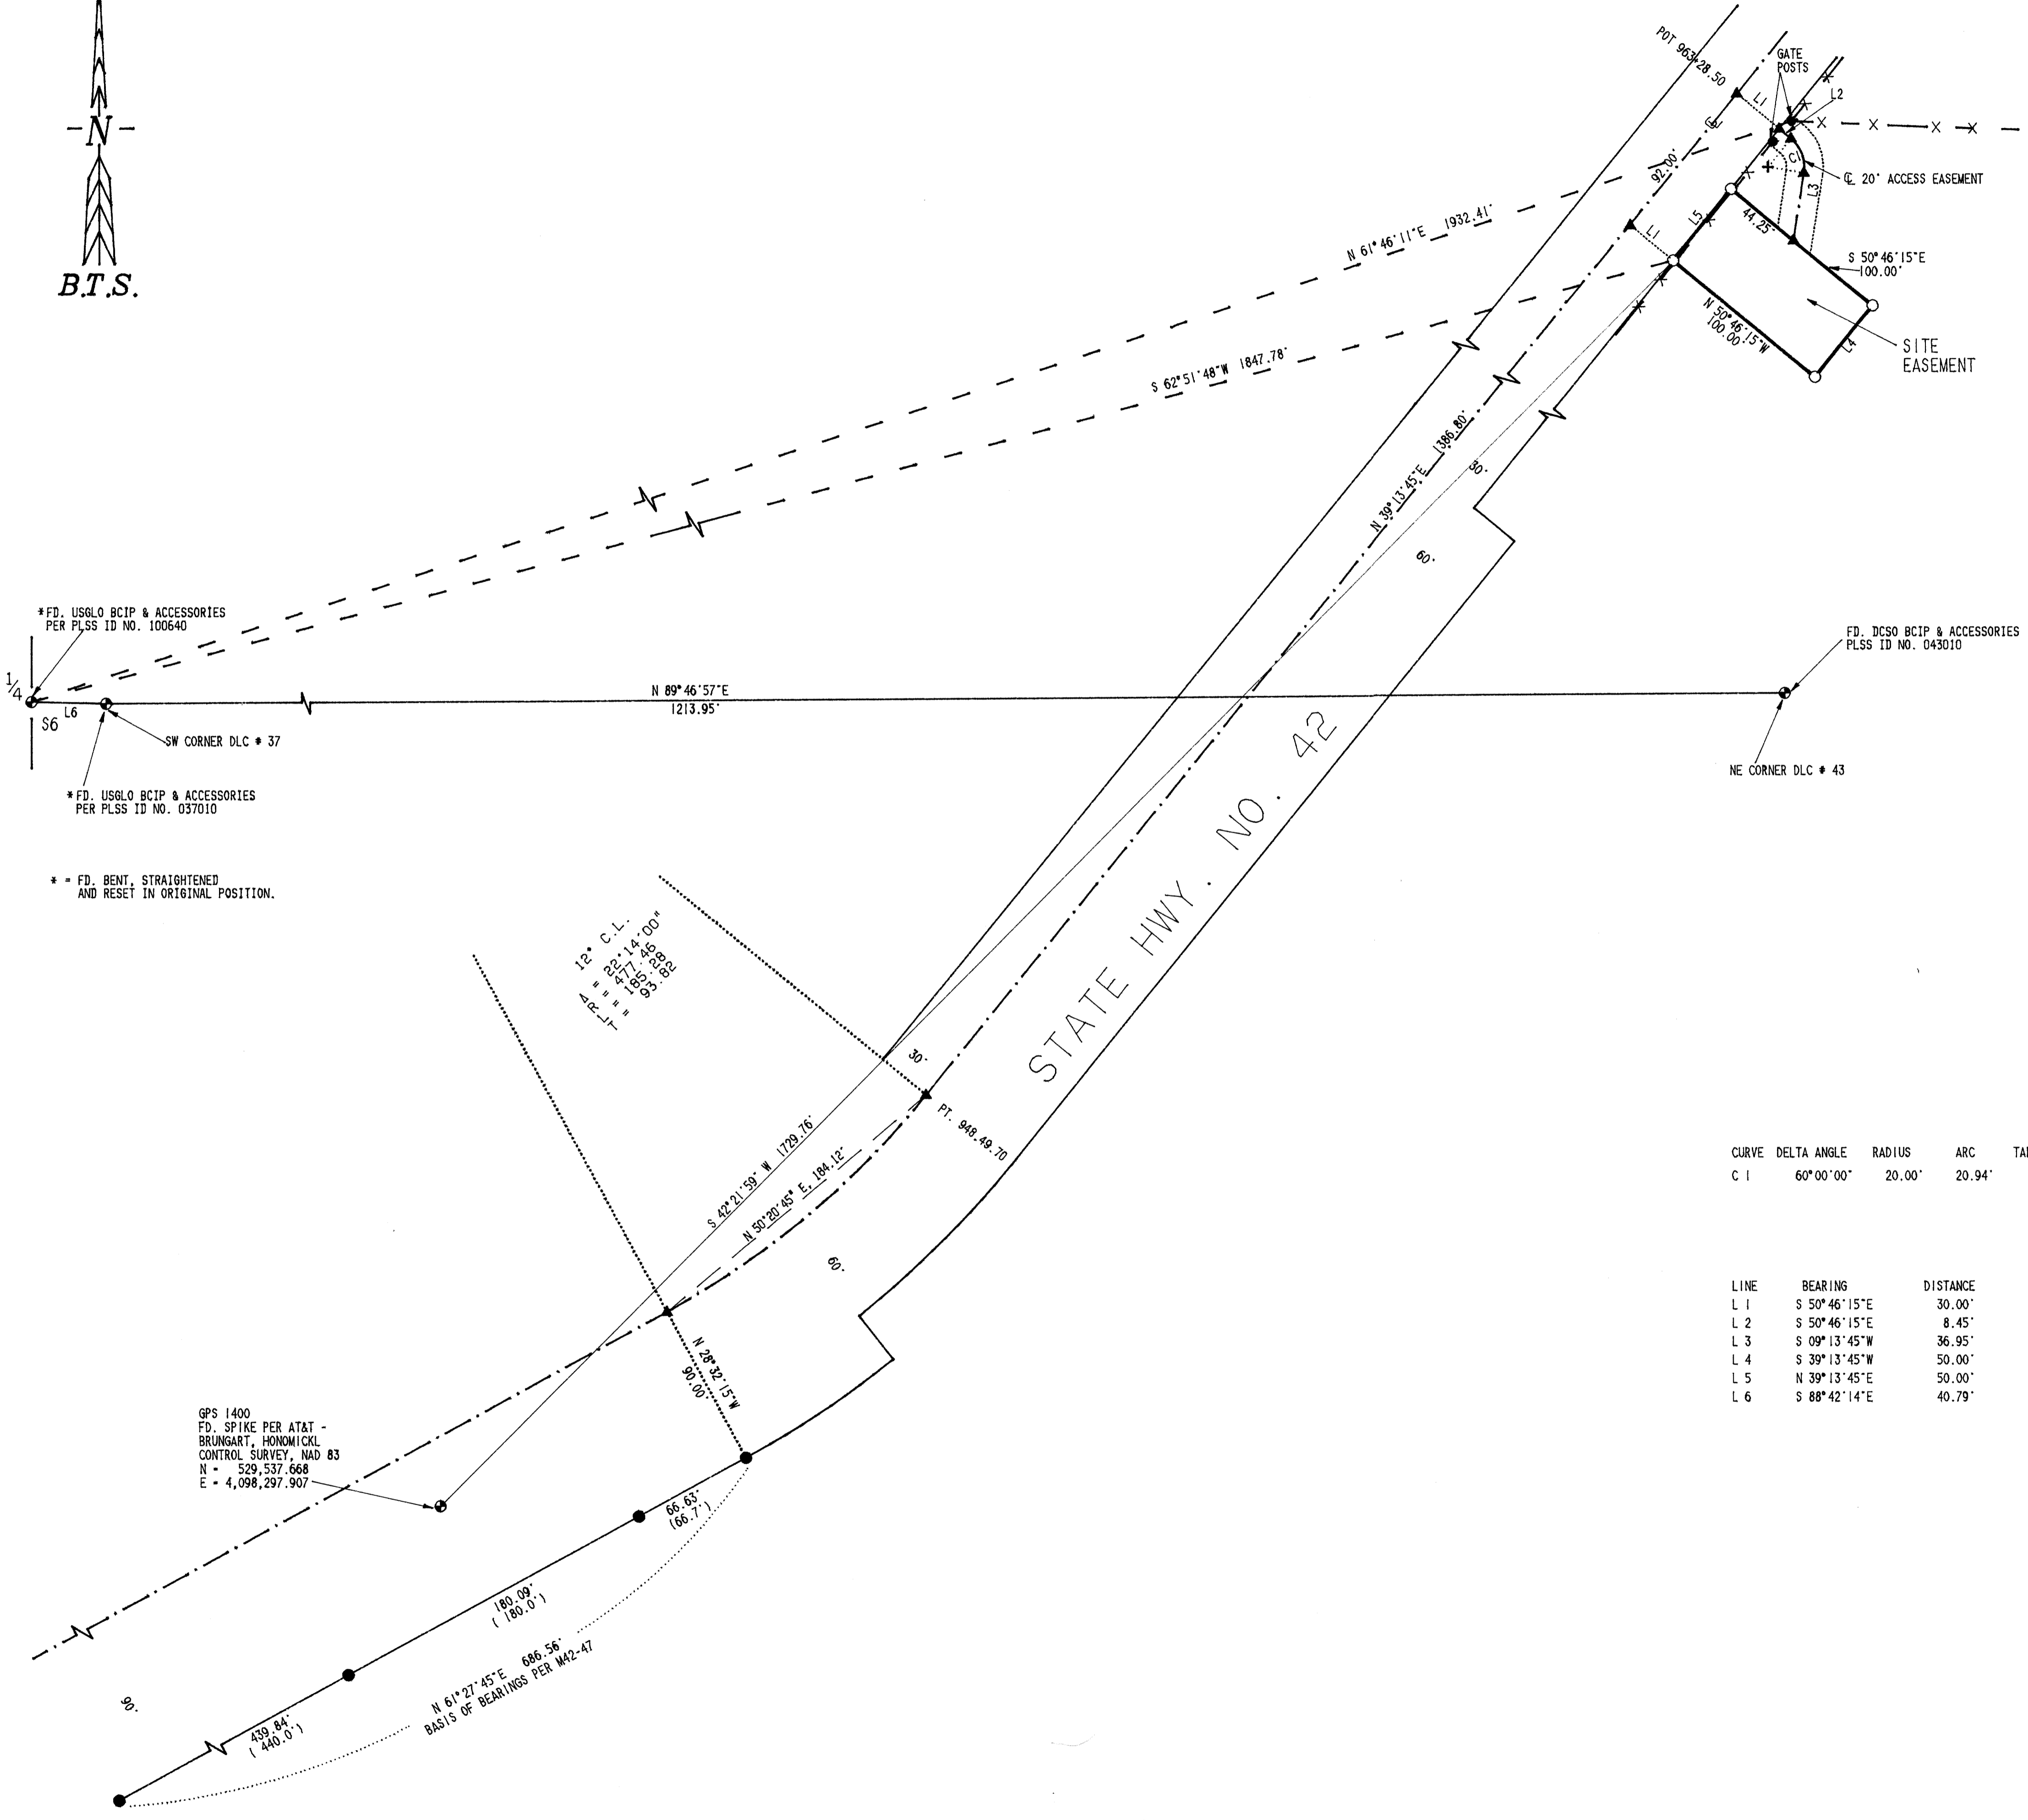 -N-
B.T.S.
POT 963+28.50
GATE
POSTS
L1
L2
℄
92.00'
C1
L3
℄ 20' ACCESS EASEMENT
N 61°46'11"E 1932.41'
L1
L5
44.25'
S 50°46'15"E
100.00'
N 50°46'15"W
100.00'
L4
SITE
EASEMENT
S 62°51'48"W 1847.78'
N 39°13'45"E 1386.80'
30'
60'
*FD. USGLO BCIP & ACCESSORIES
PER PLSS ID NO. 100640
FD. DCSO BCIP & ACCESSORIES
PLSS ID NO. 043010
1/4
S6
L6
N 89°46'57"E
1213.95'
SW CORNER DLC # 37
NE CORNER DLC # 43
*FD. USGLO BCIP & ACCESSORIES
PER PLSS ID NO. 037010
* = FD. BENT, STRAIGHTENED
AND RESET IN ORIGINAL POSITION.
STATE HWY. NO. 42
12° C.L.
Δ = 22°14'00"
R = 477.46
L = 185.28
T = 93.82
30'
PT. 948.49.70
S 42°21'59" W 1729.76'
N 50°20'45" E, 184.12'
60'
CURVE DELTA ANGLE RADIUS ARC TA
C 1 60°00'00" 20.00' 20.94'
LINE BEARING DISTANCE
L 1 S 50°46'15"E 30.00'
L 2 S 50°46'15"E 8.45'
L 3 S 09°13'45"W 36.95'
L 4 S 39°13'45"W 50.00'
L 5 N 39°13'45"E 50.00'
L 6 S 88°42'14"E 40.79'
N 28°32'15"W
90.00'
GPS 1400
FD. SPIKE PER AT&T -
BRUNGART, HONOMICKL
CONTROL SURVEY, NAD 83
N - 529,537.668
E - 4,098,297.907
66.63'
(66.7')
180.09'
( 180.0')
N 61°27'45"E 686.56'
BASIS OF BEARINGS PER M42-47
90'
439.84'
( 440.0')